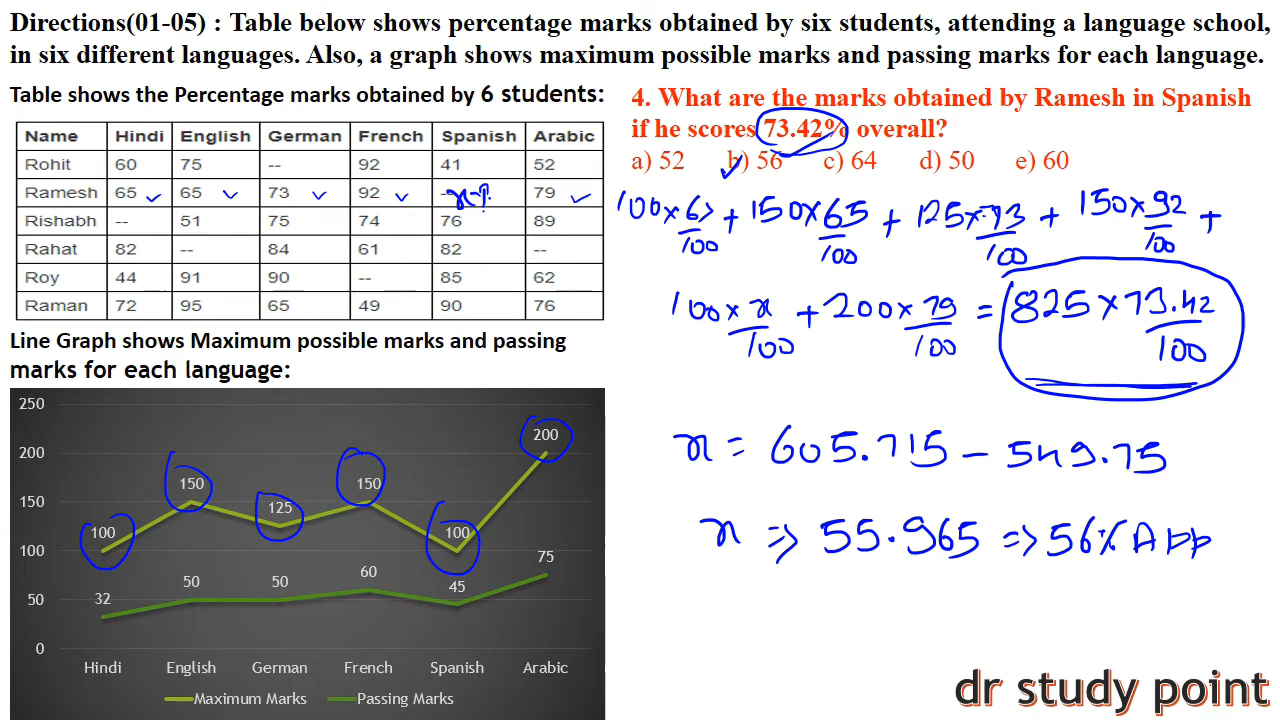 Directions(01-05) : Table below shows percentage marks obtained by six students, attending a language school,
in six different languages. Also, a graph shows maximum possible marks and passing marks for each language.
Table shows the Percentage marks obtained by 6 students:
Name Hindi English German French Spanish Arabic
Rohit 60 75 -- 92 41 52
Ramesh 65 65 73 92 -- x=? 79
Rishabh -- 51 75 74 76 89
Rahat 82 -- 84 61 82 --
Roy 44 91 90 -- 85 62
Raman 72 95 65 49 90 76
Line Graph shows Maximum possible marks and passing
marks for each language:
250
200
150
100
50
0
100 150 125 150 100 200
32 50 50 60 45 75
Hindi English German French Spanish Arabic
Maximum Marks Passing Marks
4. What are the marks obtained by Ramesh in Spanish
if he scores 73.42% overall?
a) 52 b) 56 c) 64 d) 50 e) 60
100 × 65/100 + 150 × 65/100 + 125 × 73/100 + 150 × 92/100 +
100 × x/100 + 200 × 79/100 = 825 × 73.42/100
x = 605.715 - 549.75
x => 55.965 => 56% App
dr study point